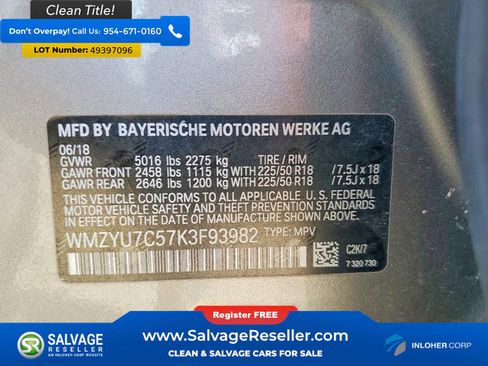 Clean Title!
Don't Overpay! Call Us: 954-671-0160
Lot Number: 49397096
MFD BY BAYERISCHE MOTOREN WERKE AG
06/18
GVWR 5016 lbs 2275 kg TIRE / RIM
GAWR FRONT 2458 lbs 1115 kg WITH 225/50 R18 /7.5J x 18
GAWR REAR 2646 lbs 1200 kg WITH 225/50 R18 /7.5J x 18
THIS VEHICLE CONFORMS TO ALL APPLICABLE U.S. FEDERAL
MOTOR VEHICLE SAFETY, BUMPER, AND THEFT PREVENTION
STANDARDS IN EFFECT ON THE DATE OF MANUFACTURE SHOWN ABOVE.
WMZYU7C57K3F93982 TYPE: MPV
C2K/7
7 320 730
Register FREE
SALVAGE
RESELLER
AN INLOHER CORP WEBSITE
www.SalvageReseller.com
CLEAN & SALVAGE CARS FOR SALE
INLOHER CORP.